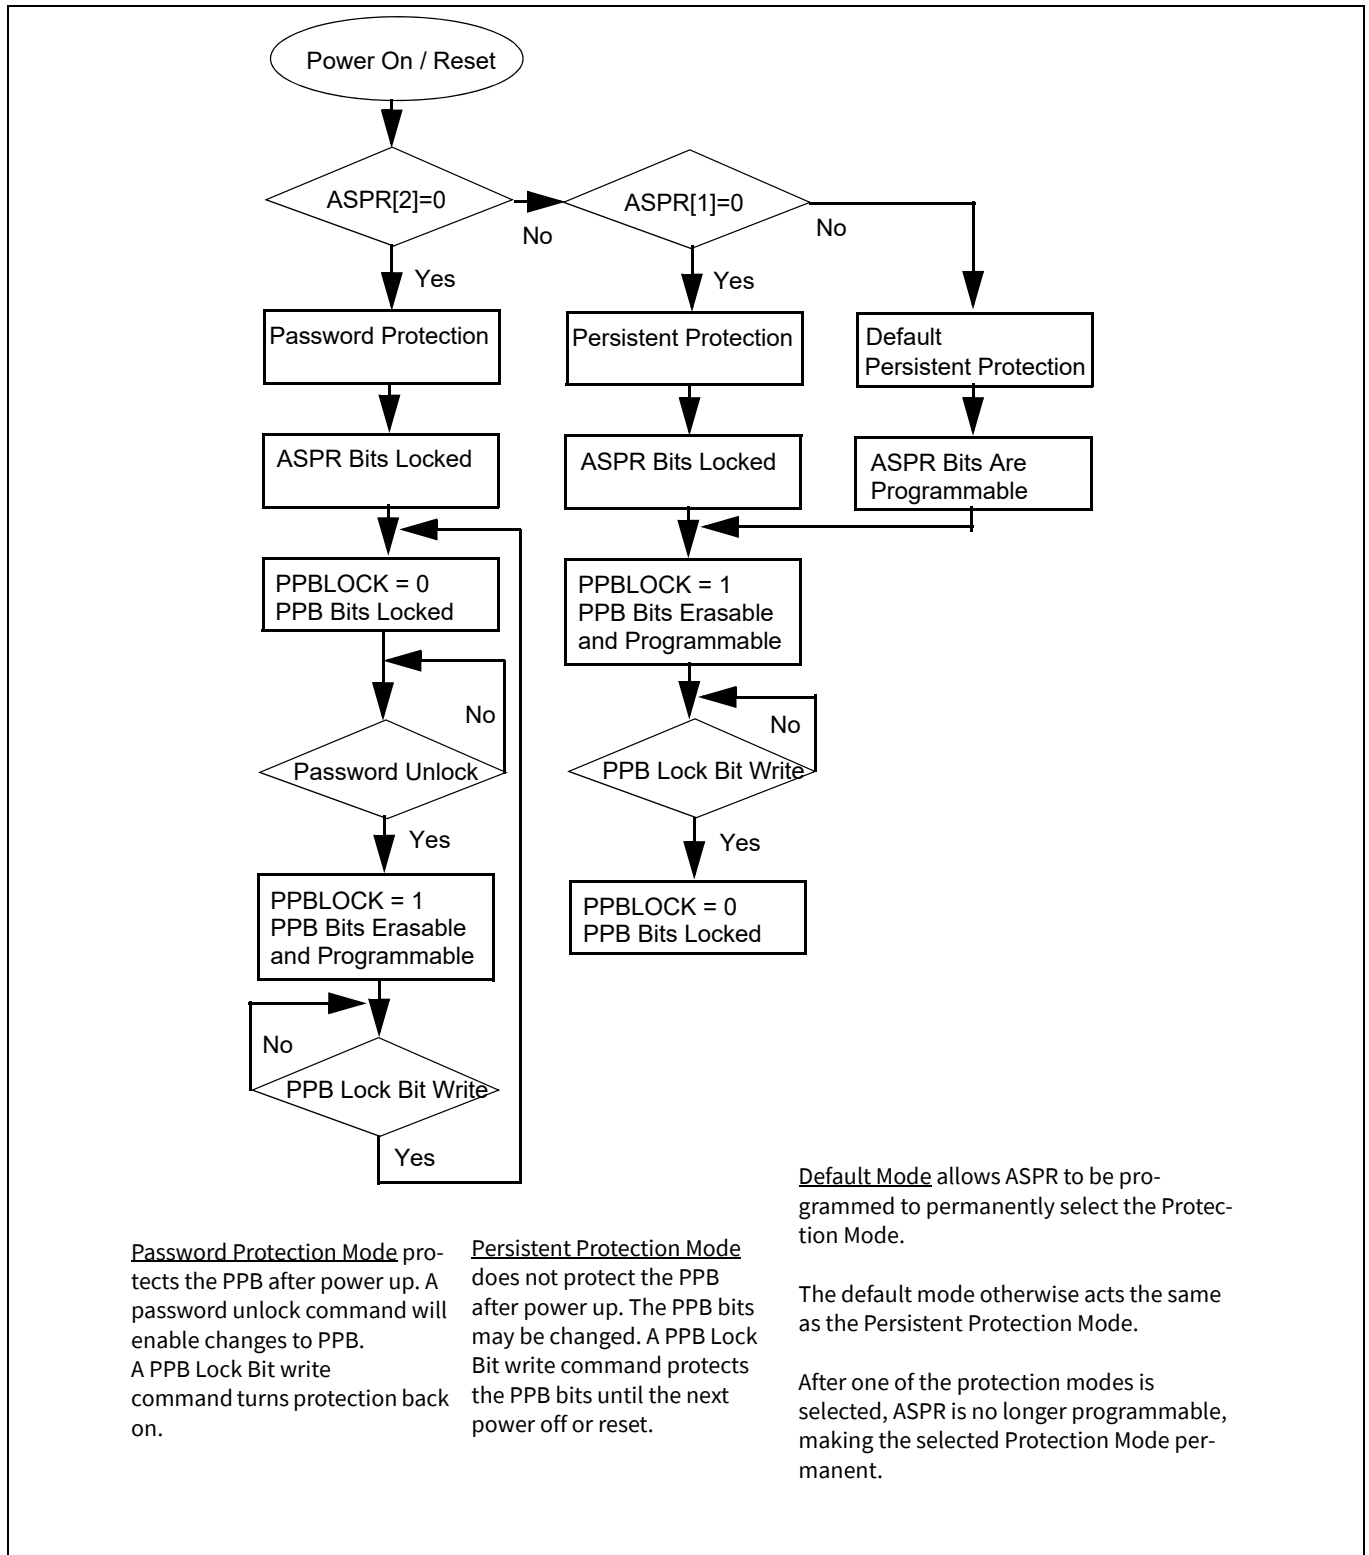 Power On / Reset
ASPR[2]=0
No
ASPR[1]=0
No
Yes
Yes
Password Protection
Persistent Protection
Default
Persistent Protection
ASPR Bits Locked
ASPR Bits Locked
ASPR Bits Are
Programmable
PPBLOCK = 0
PPB Bits Locked
PPBLOCK = 1
PPB Bits Erasable
and Programmable
No
Password Unlock
No
PPB Lock Bit Write
Yes
Yes
PPBLOCK = 1
PPB Bits Erasable
and Programmable
PPBLOCK = 0
PPB Bits Locked
No
PPB Lock Bit Write
Yes
Password Protection Mode pro-
tects the PPB after power up. A
password unlock command will
enable changes to PPB.
A PPB Lock Bit write
command turns protection back
on.
Persistent Protection Mode
does not protect the PPB
after power up. The PPB bits
may be changed. A PPB Lock
Bit write command protects
the PPB bits until the next
power off or reset.
Default Mode allows ASPR to be pro-
grammed to permanently select the Protec-
tion Mode.
The default mode otherwise acts the same
as the Persistent Protection Mode.
After one of the protection modes is
selected, ASPR is no longer programmable,
making the selected Protection Mode per-
manent.